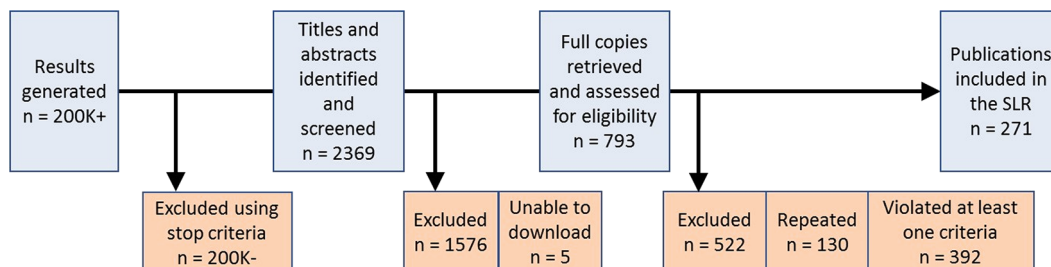 Results
generated
n = 200K+
Titles and
abstracts
identified
and
screened
n = 2369
Full copies
retrieved
and assessed
for eligibility
n = 793
Publications
included in
the SLR
n = 271
Excluded using
stop criteria
n = 200K-
Excluded
n = 1576
Unable to
download
n = 5
Excluded
n = 522
Repeated
n = 130
Violated at least
one criteria
n = 392